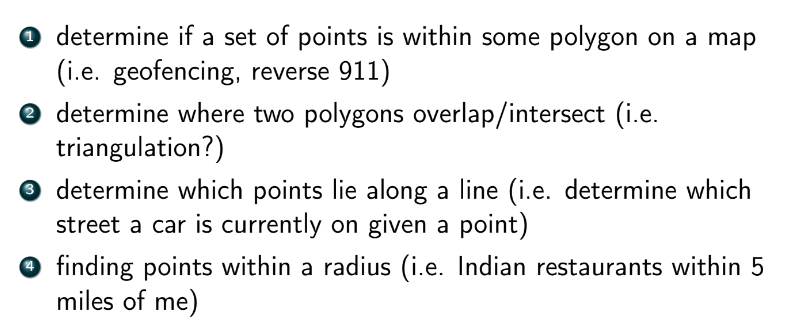 1 determine if a set of points is within some polygon on a map
(i.e. geofencing, reverse 911)
2 determine where two polygons overlap/intersect (i.e.
triangulation?)
3 determine which points lie along a line (i.e. determine which
street a car is currently on given a point)
4 finding points within a radius (i.e. Indian restaurants within 5
miles of me)